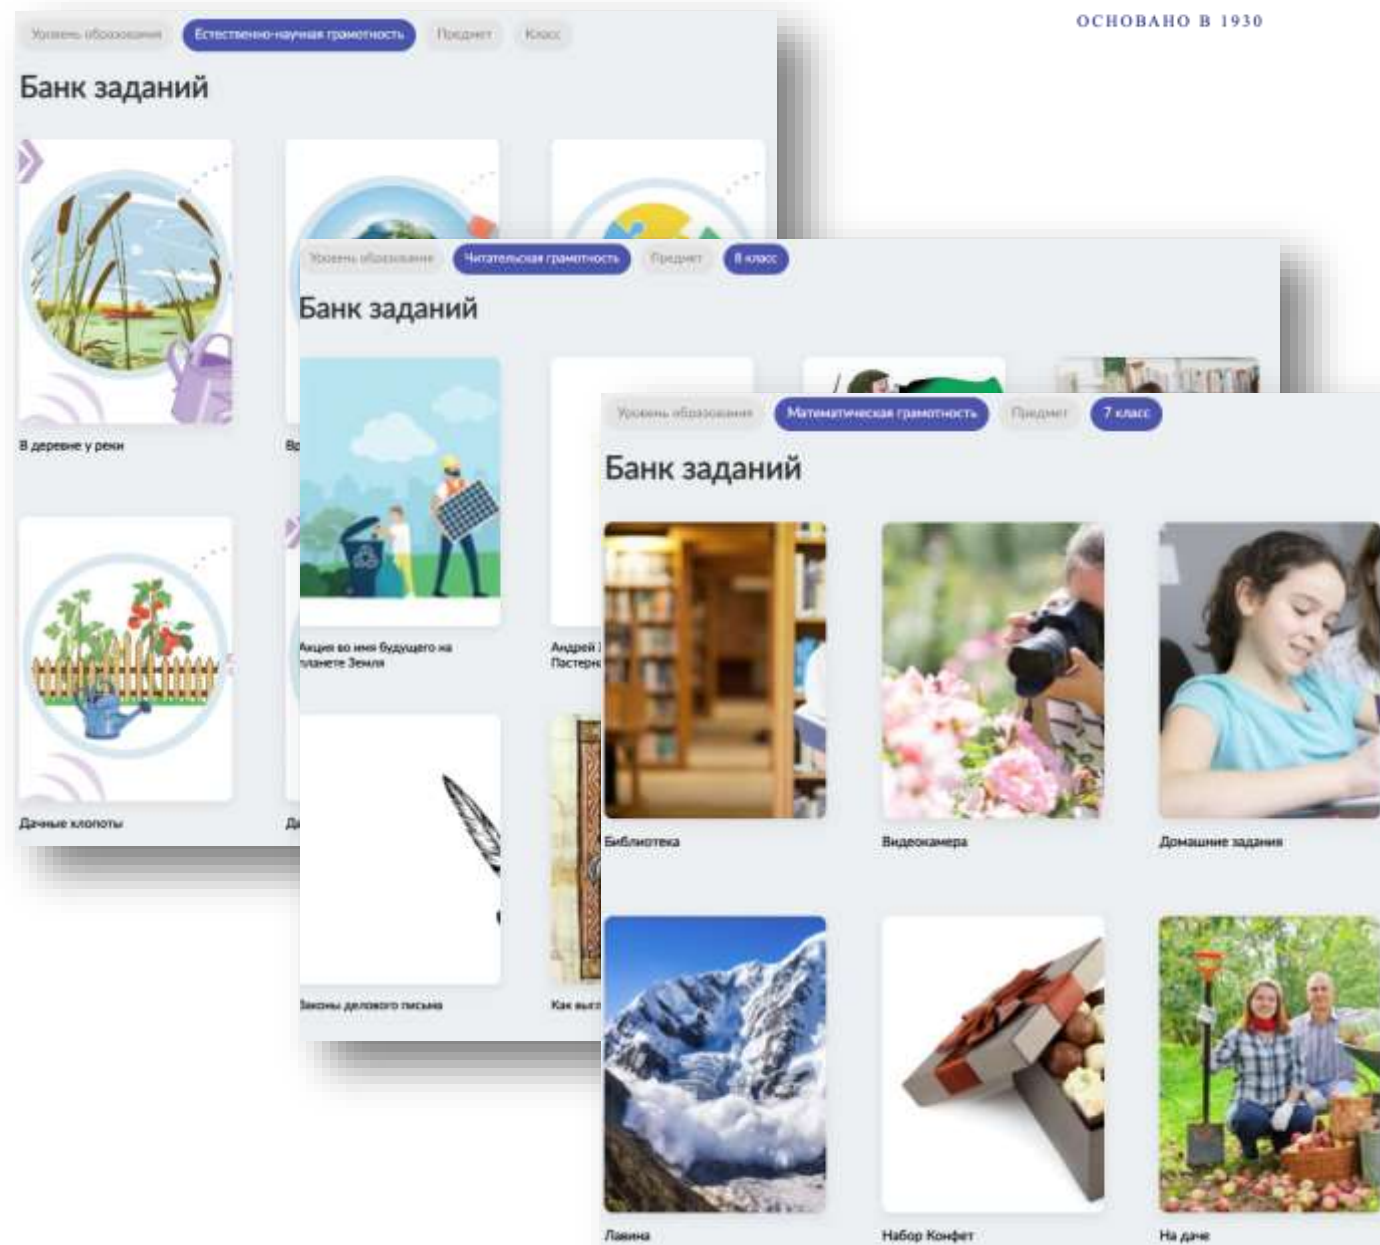 ОСНОВАНО В 1930
Уровень образования Естественно-научная грамотность Предмет Класс
Банк заданий
В деревне у реки
Дачные хлопоты
Уровень образования Читательская грамотность Предмет 8 класс
Банк заданий
Акция во имя будущего на
планете Земля
Андрей
Законы делового письма
Как
Уровень образования Математическая грамотность Предмет 7 класс
Банк заданий
Библиотека
Видеокамера
Домашние задания
Лавина
Набор Конфет
На даче